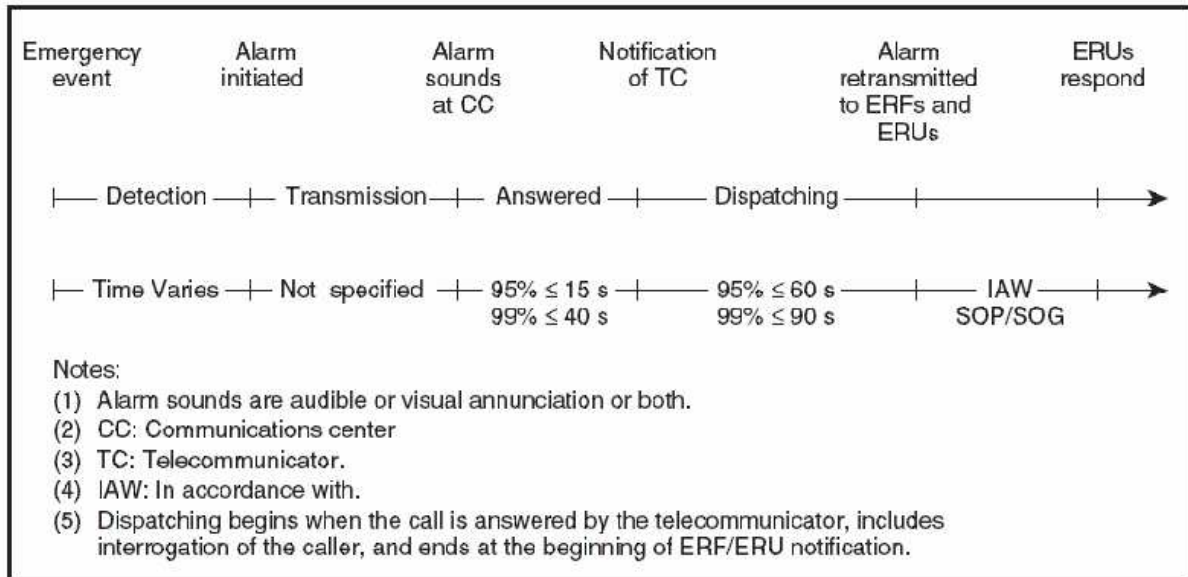 Emergency event
Alarm initiated
Alarm sounds at CC
Notification of TC
Alarm retransmitted to ERFs and ERUs
ERUs respond
Detection
Transmission
Answered
Dispatching
Time Varies
Not specified
95% ≤ 15 s
99% ≤ 40 s
95% ≤ 60 s
99% ≤ 90 s
IAW
SOP/SOG
Notes:
(1) Alarm sounds are audible or visual annunciation or both.
(2) CC: Communications center
(3) TC: Telecommunicator.
(4) IAW: In accordance with.
(5) Dispatching begins when the call is answered by the telecommunicator, includes
interrogation of the caller, and ends at the beginning of ERF/ERU notification.